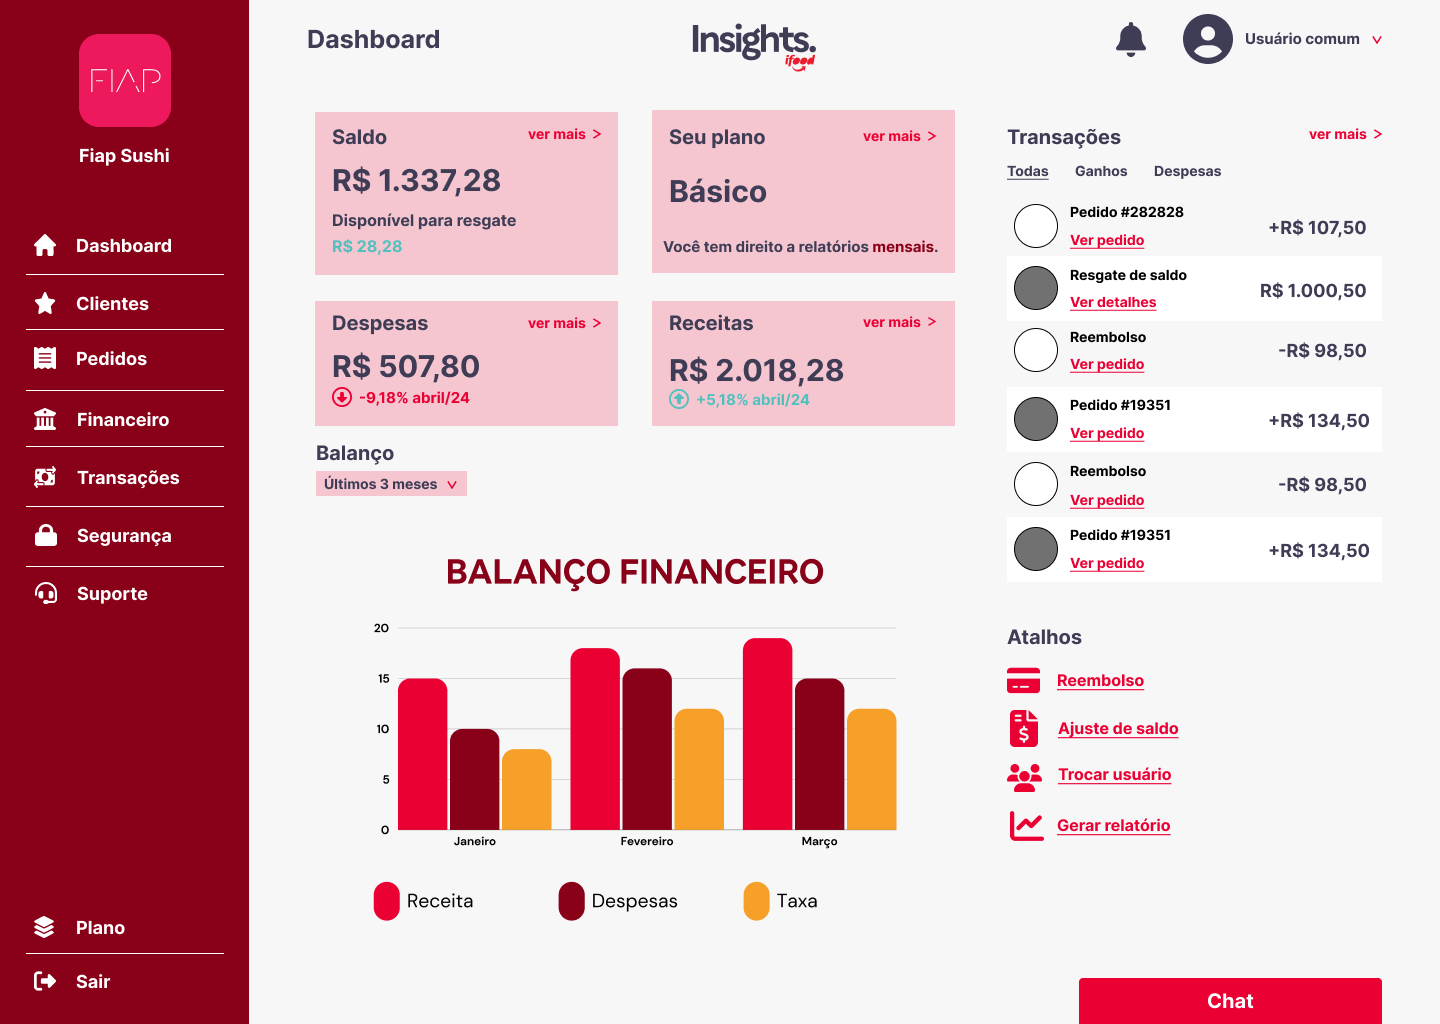 FIAP
Fiap Sushi
Dashboard
Clientes
Pedidos
Financeiro
Transações
Segurança
Suporte
Plano
Sair
Dashboard
Insights.
ifood
Usuário comum
Saldo
ver mais >
R$ 1.337,28
Disponível para resgate
R$ 28,28
Seu plano
ver mais >
Básico
Você tem direito a relatórios mensais.
Despesas
ver mais >
R$ 507,80
-9,18% abril/24
Receitas
ver mais >
R$ 2.018,28
+5,18% abril/24
Balanço
Últimos 3 meses
BALANÇO FINANCEIRO
20
15
10
5
0
Janeiro Fevereiro Março
Receita Despesas Taxa
Transações
ver mais >
Todas Ganhos Despesas
Pedido #282828
Ver pedido
+R$ 107,50
Resgate de saldo
Ver detalhes
R$ 1.000,50
Reembolso
Ver pedido
-R$ 98,50
Pedido #19351
Ver pedido
+R$ 134,50
Reembolso
Ver pedido
-R$ 98,50
Pedido #19351
Ver pedido
+R$ 134,50
Atalhos
Reembolso
Ajuste de saldo
Trocar usuário
Gerar relatório
Chat